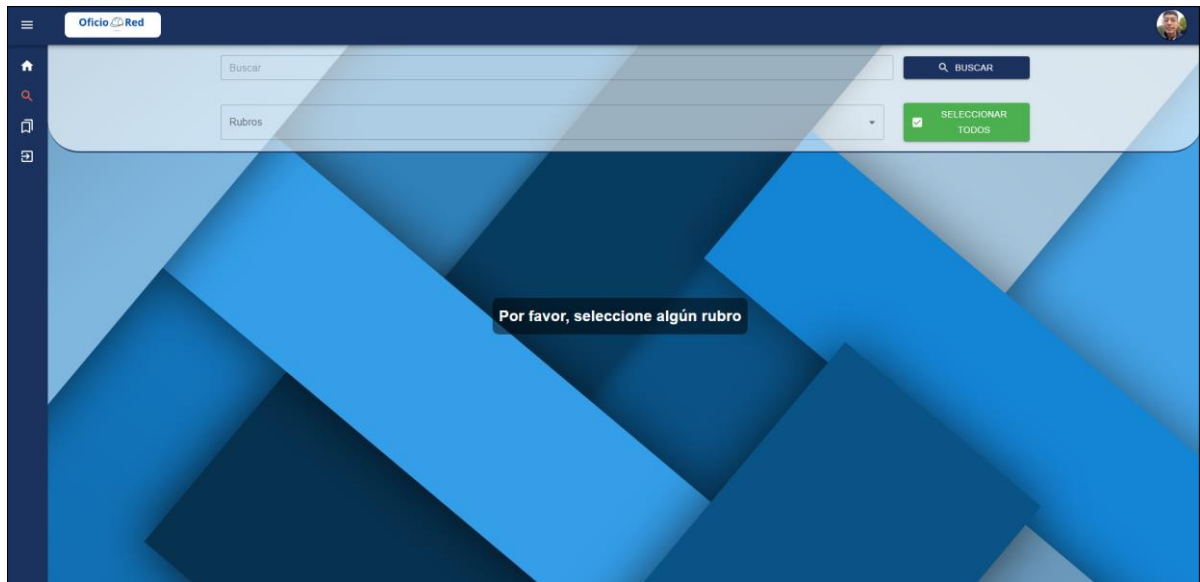 Oficio Red
Buscar
BUSCAR
Rubros
SELECCIONAR
TODOS
Por favor, seleccione algún rubro